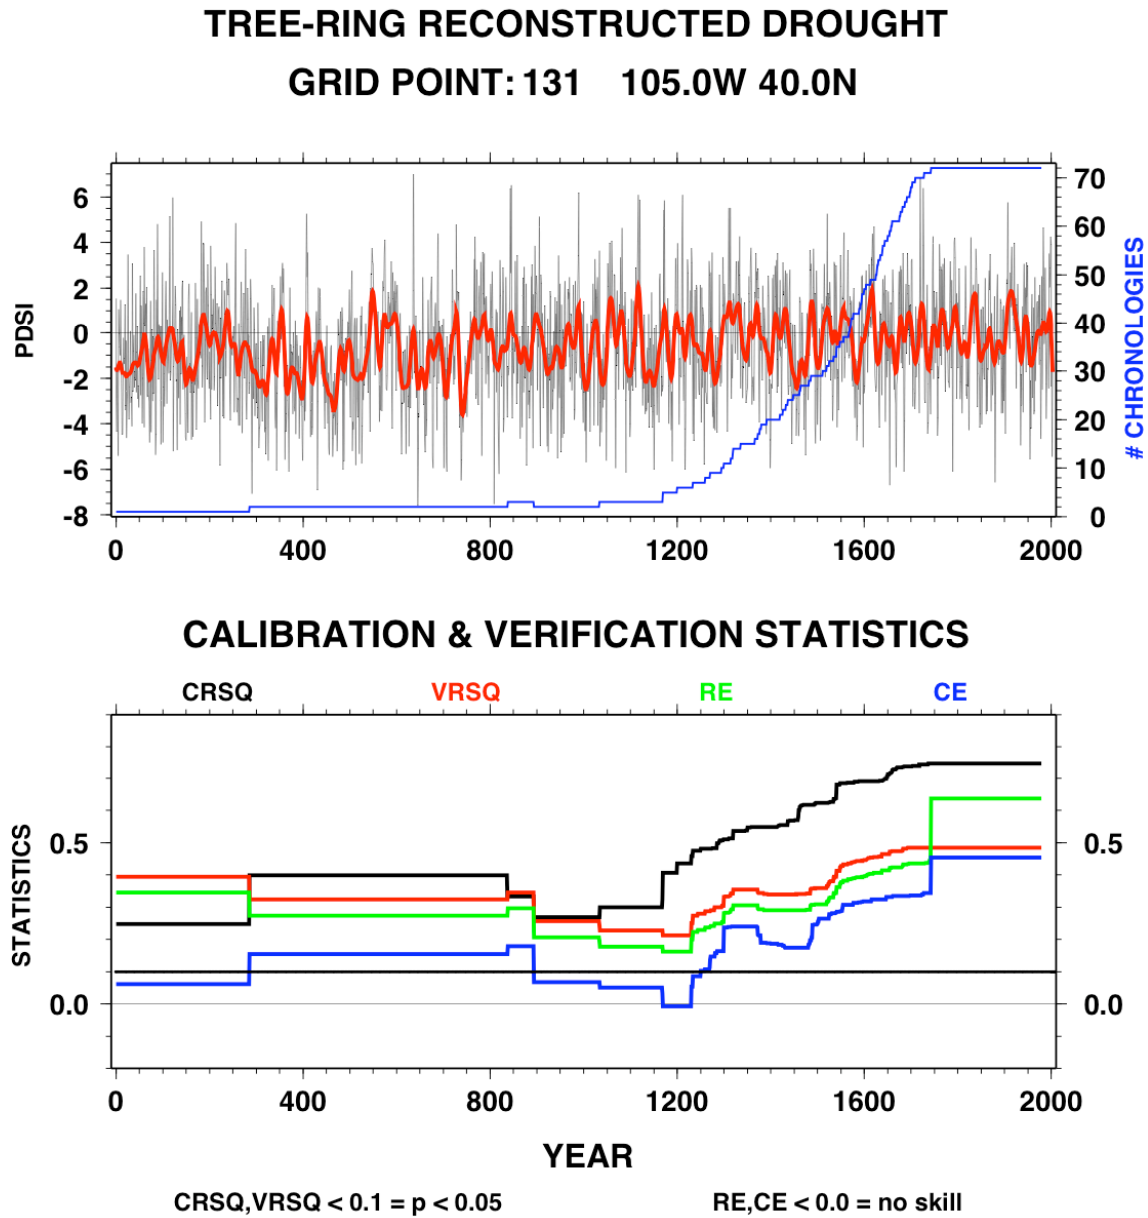 TREE-RING RECONSTRUCTED DROUGHT
GRID POINT: 131 105.0W 40.0N
PDSI
6
4
2
0
-2
-4
-6
-8
70
60
50
40
30
20
10
0
# CHRONOLOGIES
0 400 800 1200 1600 2000
CALIBRATION & VERIFICATION STATISTICS
CRSQ VRSQ RE CE
STATISTICS
0.5 0.5
0.0 0.0
0 400 800 1200 1600 2000
YEAR
CRSQ,VRSQ < 0.1 = p < 0.05 RE,CE < 0.0 = no skill